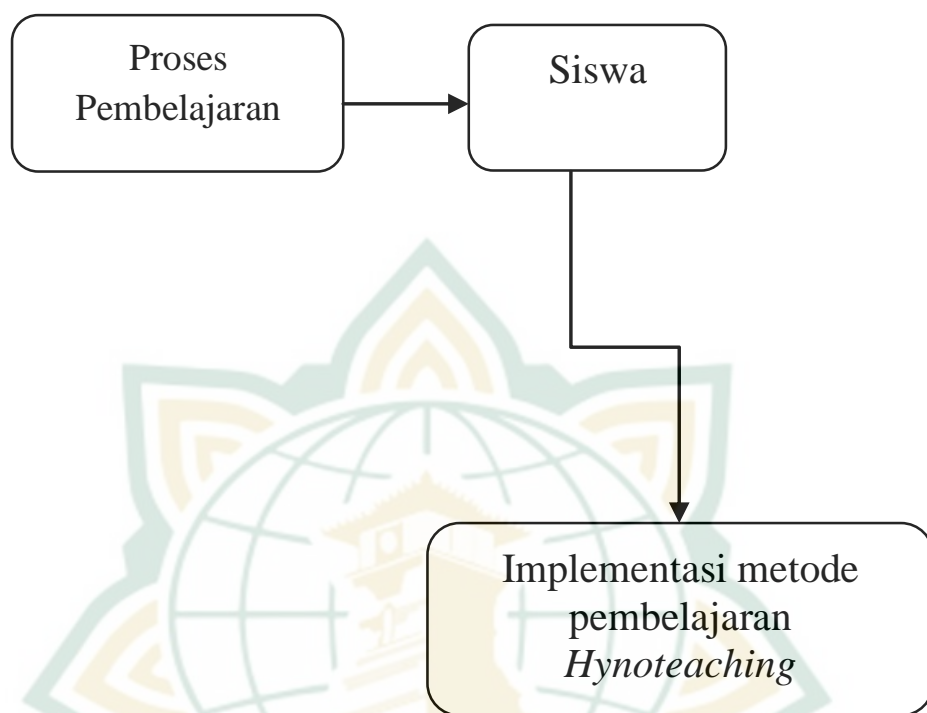 Proses
Pembelajaran
Siswa
Implementasi metode
pembelajaran
Hynoteaching